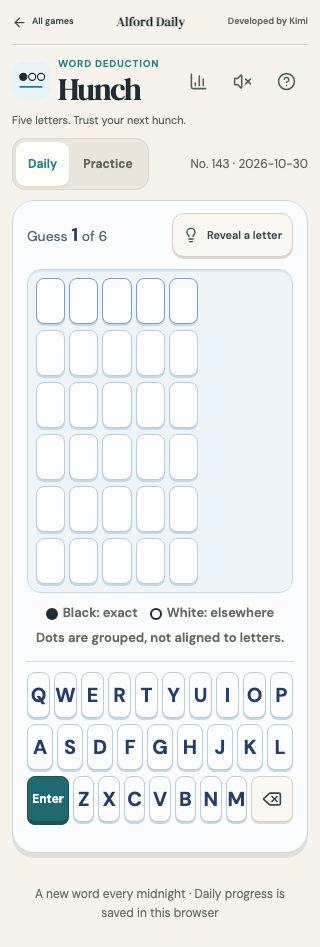 All games
Alford Daily
Developed by Kimi
WORD DEDUCTION
Hunch
Five letters. Trust your next hunch.
Daily
Practice
No. 143 · 2026-10-30
Guess 1 of 6
Reveal a letter
Black: exact
White: elsewhere
Dots are grouped, not aligned to letters.
Q W E R T Y U I O P
A S D F G H J K L
Enter Z X C V B N M
A new word every midnight · Daily progress is
saved in this browser